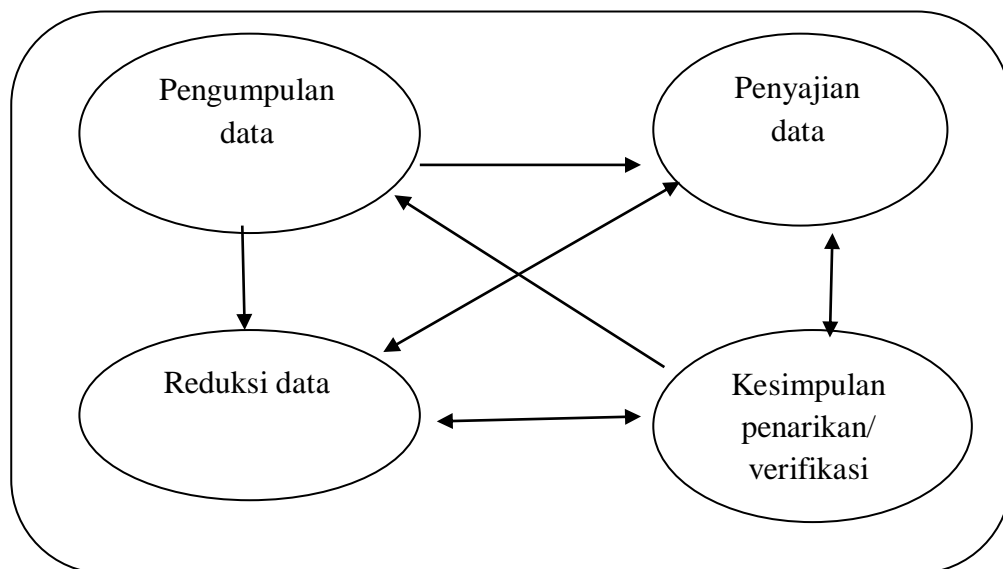 Pengumpulan
data
Penyajian
data
Reduksi data
Kesimpulan
penarikan/
verifikasi